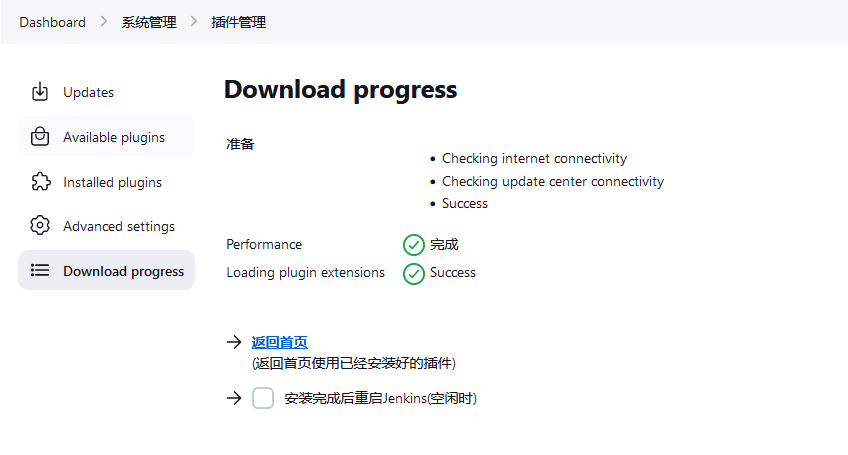 Dashboard > 系统管理 > 插件管理
Updates
Available plugins
Installed plugins
Advanced settings
Download progress
Download progress
准备
• Checking internet connectivity
• Checking update center connectivity
• Success
Performance 完成
Loading plugin extensions Success
→ 返回首页
(返回首页使用已经安装好的插件)
→ 安装完成后重启Jenkins(空闲时)